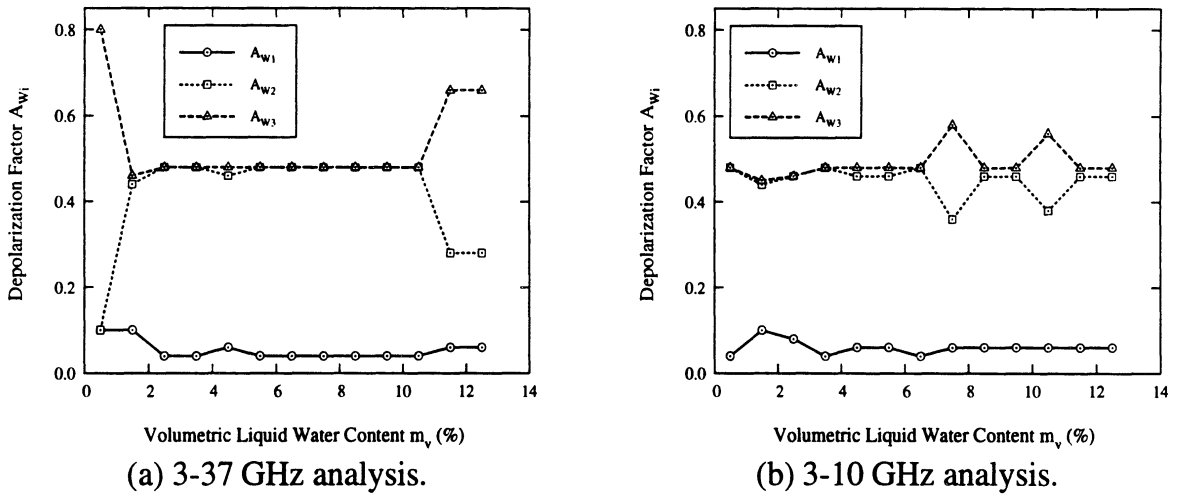 0.8
0.6
0.4
0.2
0.0
Depolarization Factor A_Wi
A_W1
A_W2
A_W3
0 2 4 6 8 10 12 14
Volumetric Liquid Water Content m_v (%)
(a) 3-37 GHz analysis.
0.8
0.6
0.4
0.2
0.0
Depolarization Factor A_Wi
A_W1
A_W2
A_W3
0 2 4 6 8 10 12 14
Volumetric Liquid Water Content m_v (%)
(b) 3-10 GHz analysis.